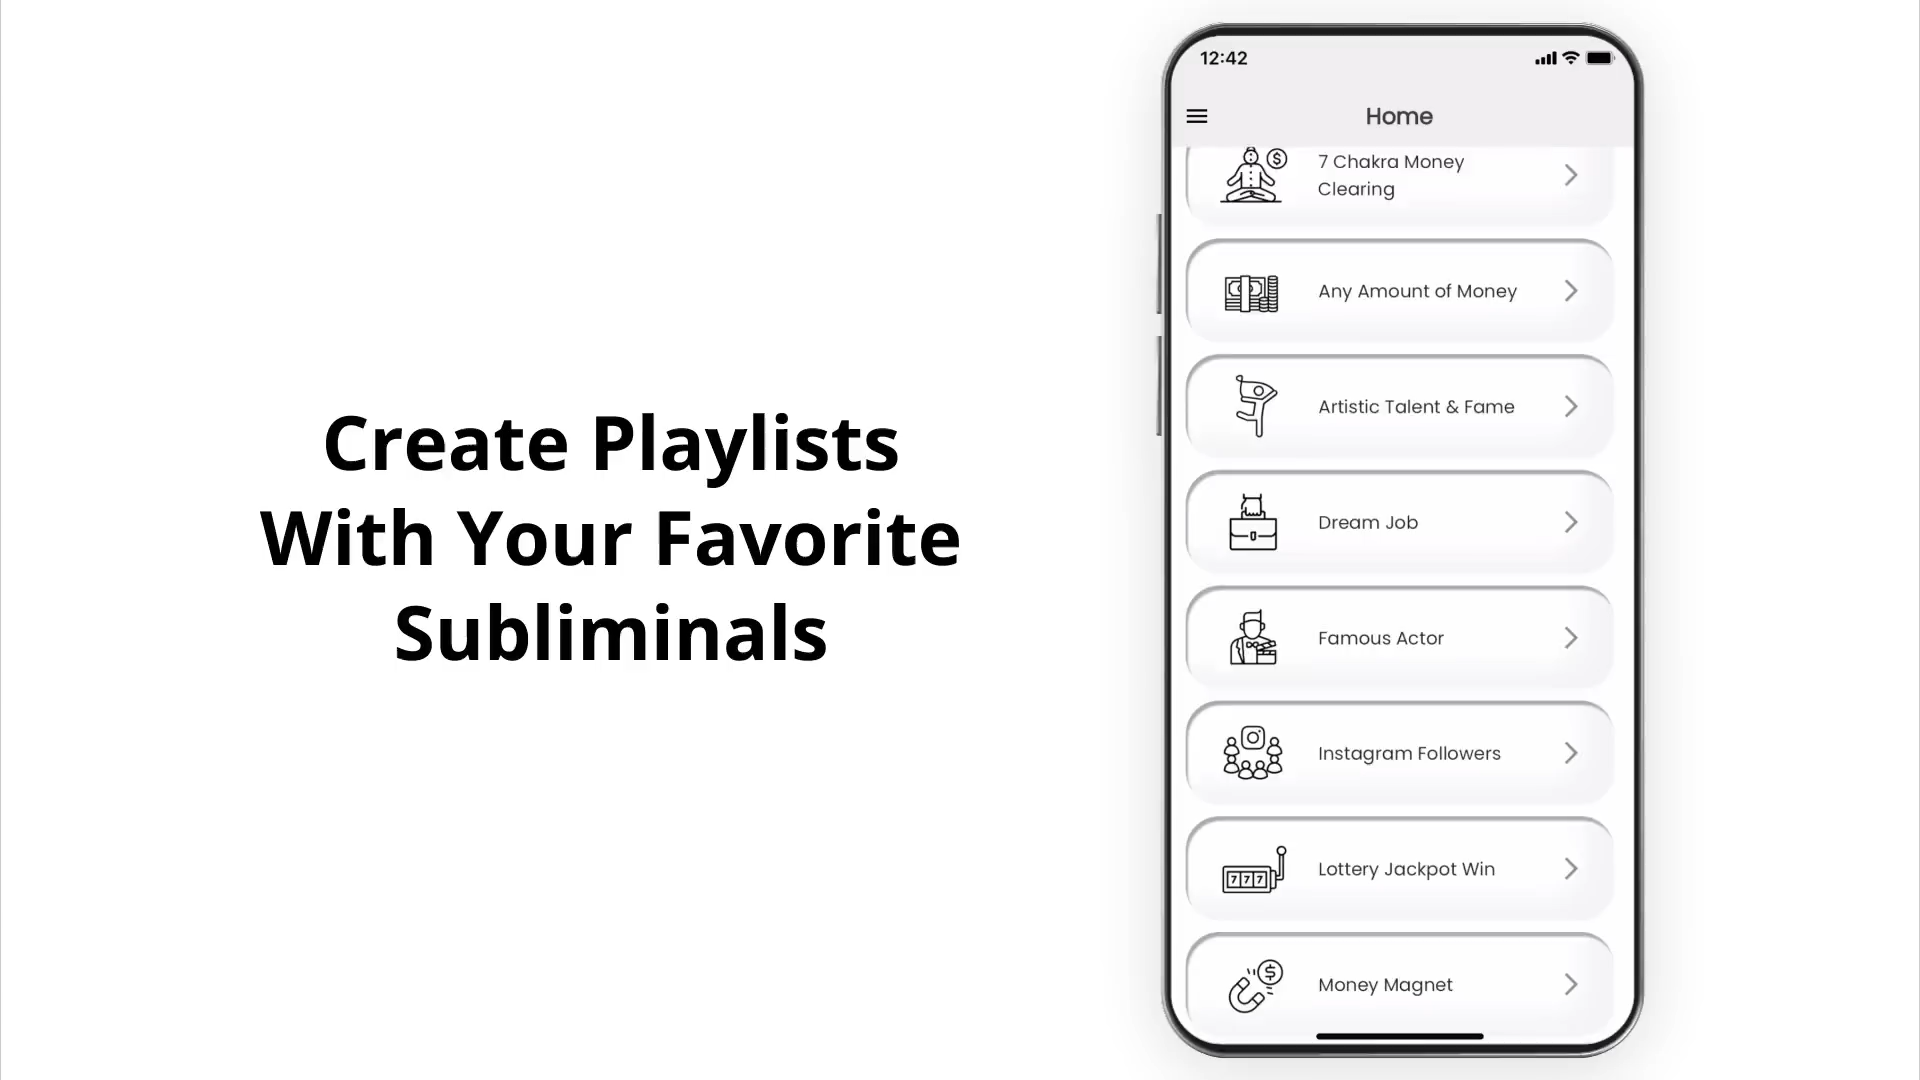 Create Playlists
With Your Favorite
Subliminals
12:42
Home
7 Chakra Money
Clearing
Any Amount of Money
Artistic Talent & Fame
Dream Job
Famous Actor
Instagram Followers
777
Lottery Jackpot Win
Money Magnet